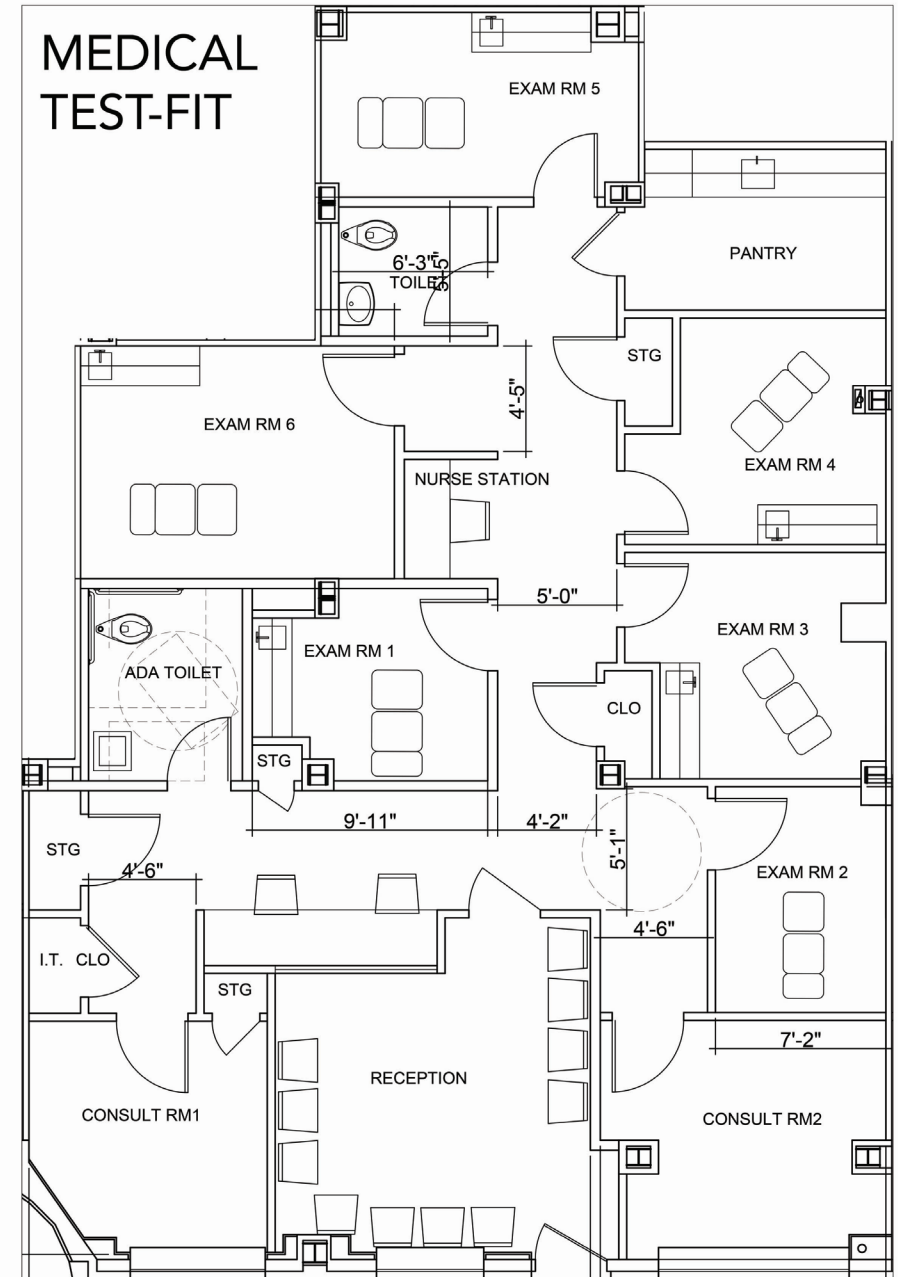 MEDICAL
TEST-FIT
EXAM RM 5
PANTRY
6'-3"
5'-5"
TOILET
STG
4'-5"
EXAM RM 6
EXAM RM 4
NURSE STATION
5'-0"
EXAM RM 3
EXAM RM 1
ADA TOILET
CLO
STG
9'-11"
4'-2"
5'-1"
STG
4'-6"
EXAM RM 2
4'-6"
I.T. CLO
STG
7'-2"
RECEPTION
CONSULT RM1
CONSULT RM2